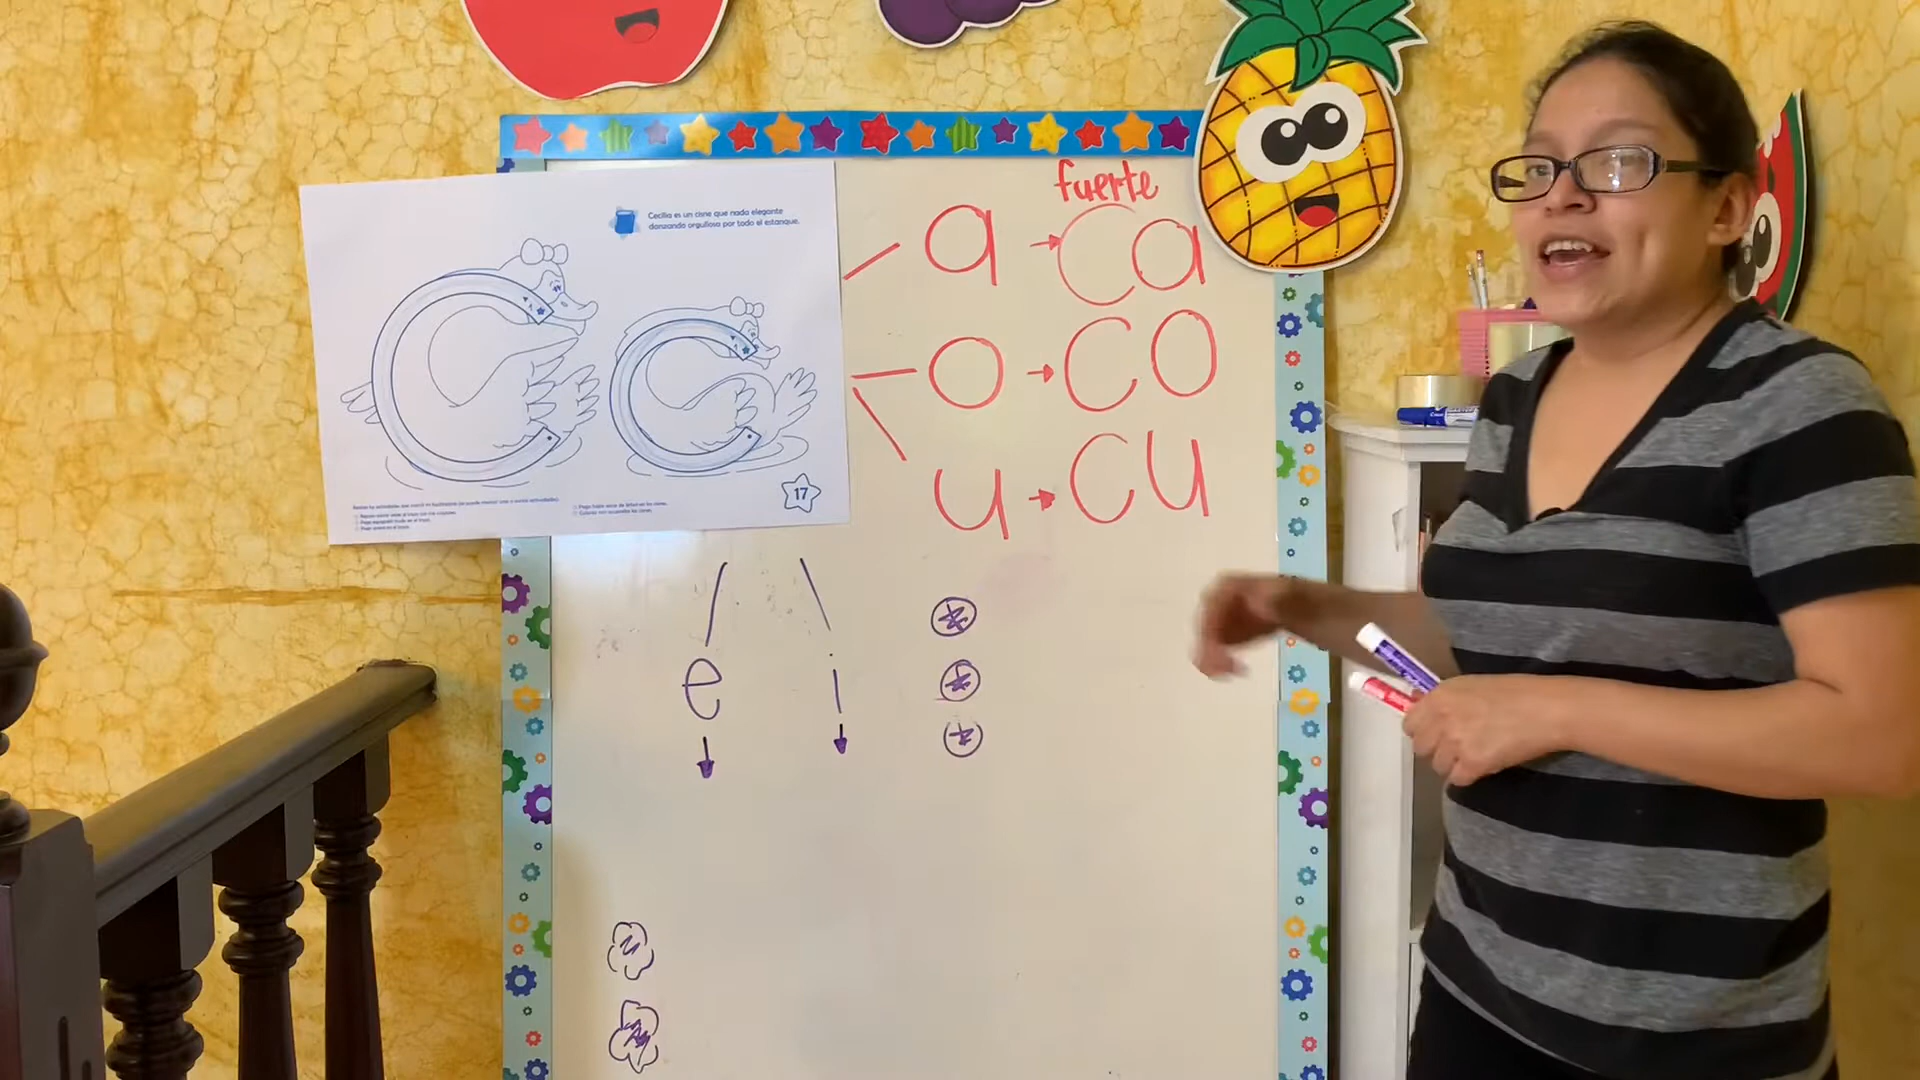 Cecilia es un cisne que nada elegante
danzando orgullosa por todo el estanque.
17
fuerte
a → Ca
o → CO
u → Cu
e i